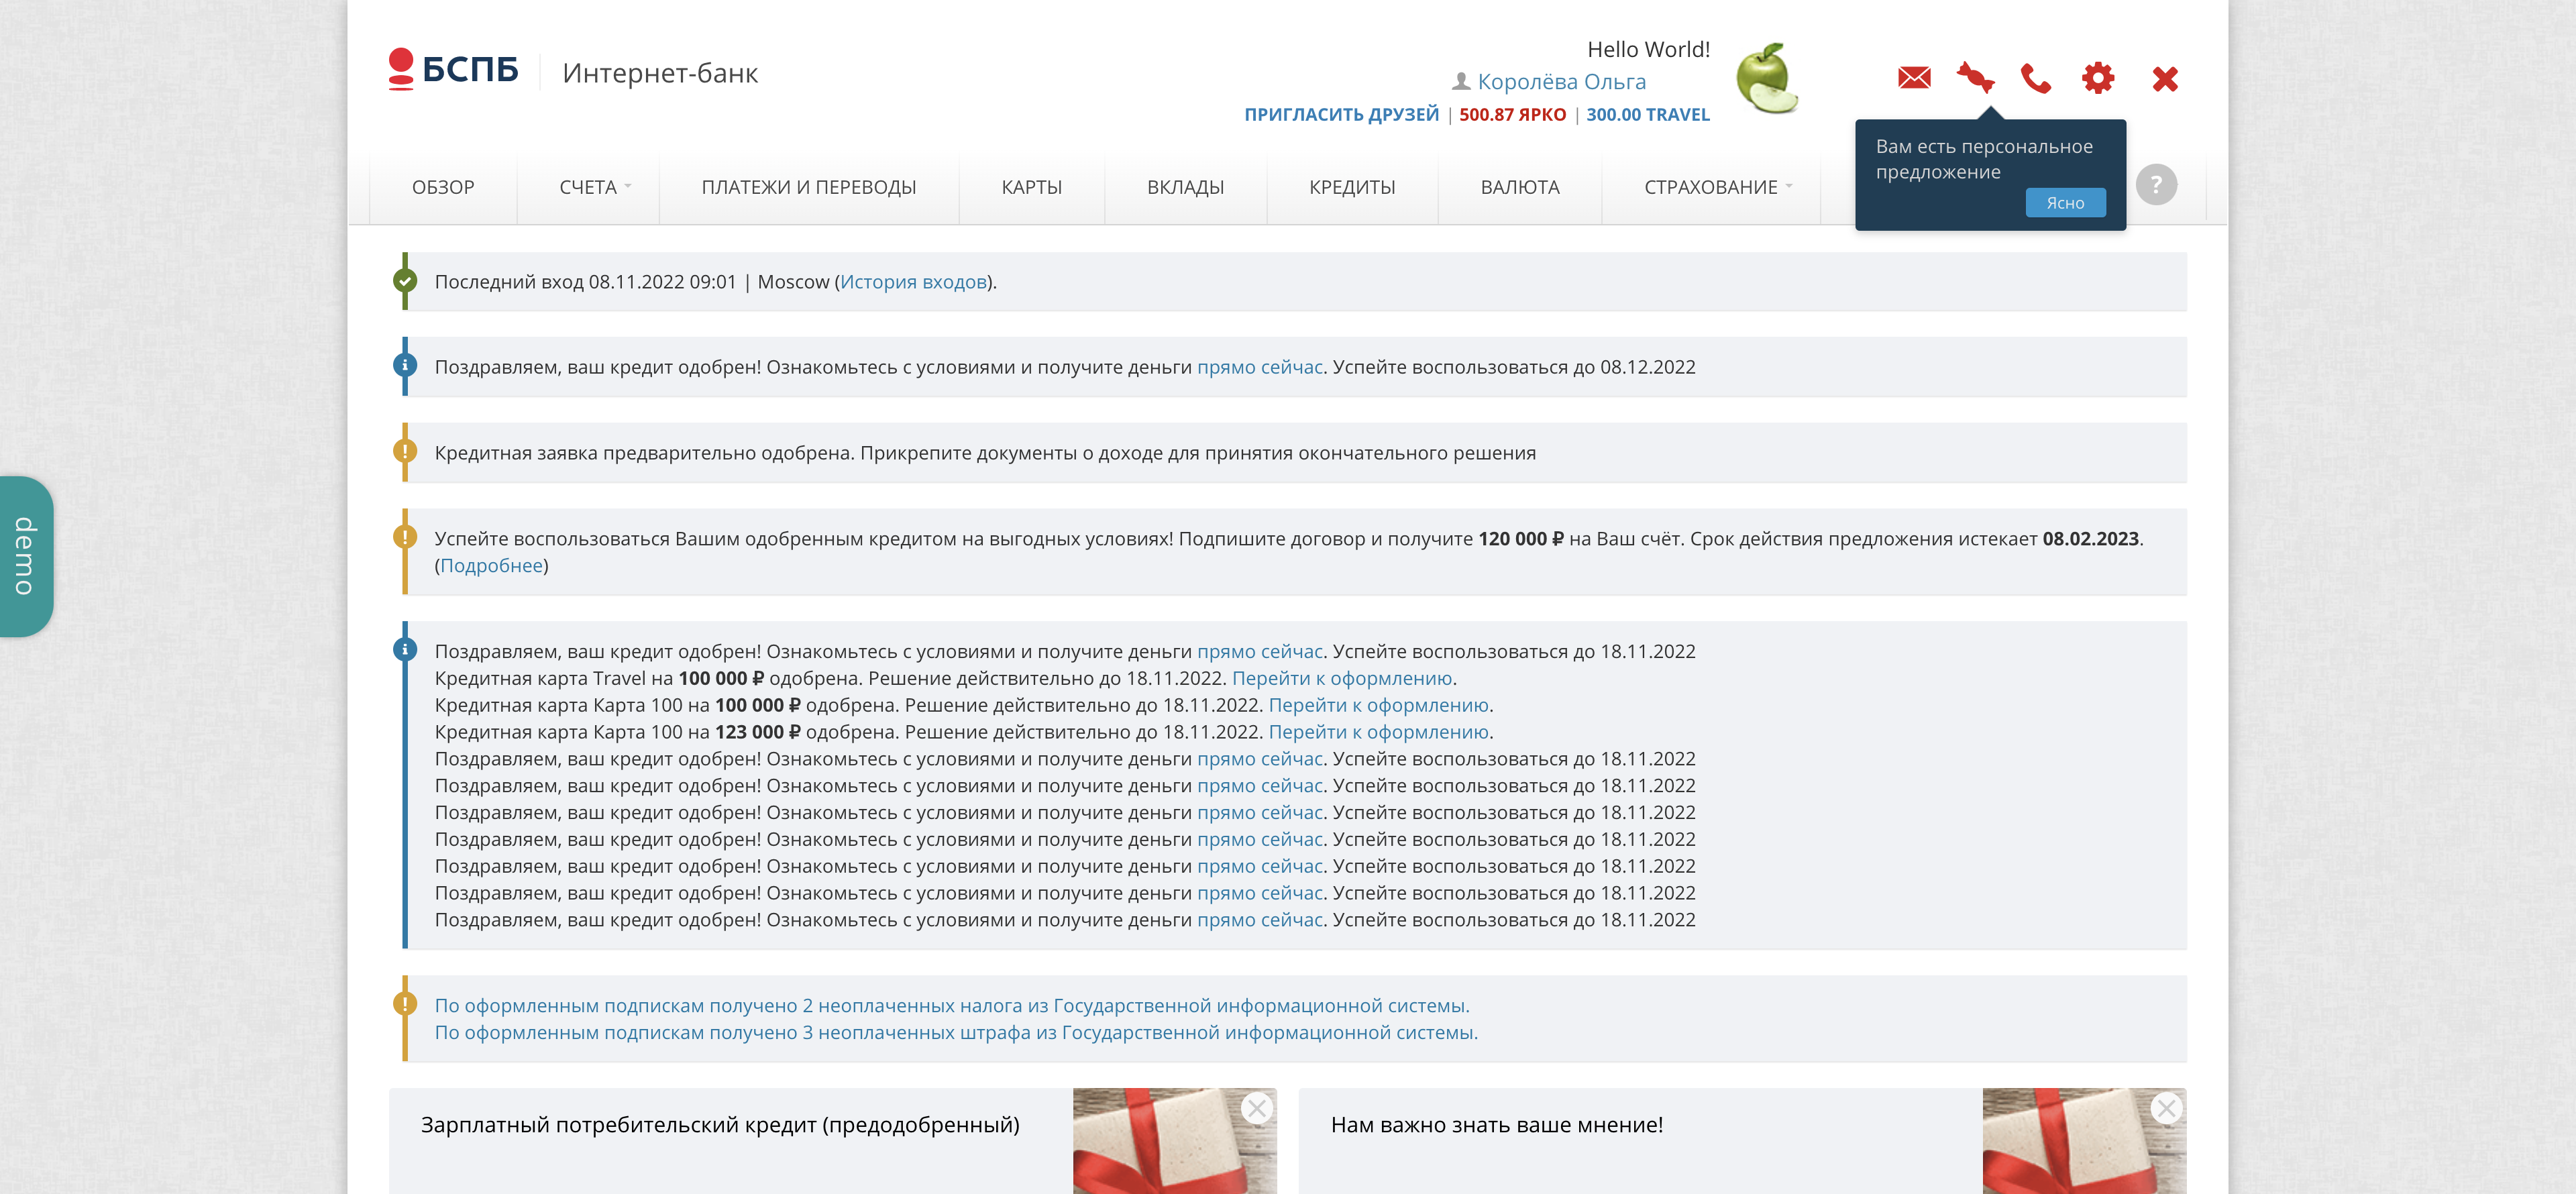 БСПБ
Интернет-банк
Hello World!
Королёва Ольга
ПРИГЛАСИТЬ ДРУЗЕЙ | 500.87 ЯРКО | 300.00 TRAVEL
Вам есть персональное
предложение
Ясно
ОБЗОР СЧЕТА ПЛАТЕЖИ И ПЕРЕВОДЫ КАРТЫ ВКЛАДЫ КРЕДИТЫ ВАЛЮТА СТРАХОВАНИЕ ?
Последний вход 08.11.2022 09:01 | Moscow (История входов).
Поздравляем, ваш кредит одобрен! Ознакомьтесь с условиями и получите деньги прямо сейчас. Успейте воспользоваться до 08.12.2022
Кредитная заявка предварительно одобрена. Прикрепите документы о доходе для принятия окончательного решения
demo
Успейте воспользоваться Вашим одобренным кредитом на выгодных условиях! Подпишите договор и получите 120 000 ₽ на Ваш счёт. Срок действия предложения истекает 08.02.2023.
(Подробнее)
Поздравляем, ваш кредит одобрен! Ознакомьтесь с условиями и получите деньги прямо сейчас. Успейте воспользоваться до 18.11.2022
Кредитная карта Travel на 100 000 ₽ одобрена. Решение действительно до 18.11.2022. Перейти к оформлению.
Кредитная карта Карта 100 на 100 000 ₽ одобрена. Решение действительно до 18.11.2022. Перейти к оформлению.
Кредитная карта Карта 100 на 123 000 ₽ одобрена. Решение действительно до 18.11.2022. Перейти к оформлению.
Поздравляем, ваш кредит одобрен! Ознакомьтесь с условиями и получите деньги прямо сейчас. Успейте воспользоваться до 18.11.2022
Поздравляем, ваш кредит одобрен! Ознакомьтесь с условиями и получите деньги прямо сейчас. Успейте воспользоваться до 18.11.2022
Поздравляем, ваш кредит одобрен! Ознакомьтесь с условиями и получите деньги прямо сейчас. Успейте воспользоваться до 18.11.2022
Поздравляем, ваш кредит одобрен! Ознакомьтесь с условиями и получите деньги прямо сейчас. Успейте воспользоваться до 18.11.2022
Поздравляем, ваш кредит одобрен! Ознакомьтесь с условиями и получите деньги прямо сейчас. Успейте воспользоваться до 18.11.2022
Поздравляем, ваш кредит одобрен! Ознакомьтесь с условиями и получите деньги прямо сейчас. Успейте воспользоваться до 18.11.2022
Поздравляем, ваш кредит одобрен! Ознакомьтесь с условиями и получите деньги прямо сейчас. Успейте воспользоваться до 18.11.2022
По оформленным подпискам получено 2 неоплаченных налога из Государственной информационной системы.
По оформленным подпискам получено 3 неоплаченных штрафа из Государственной информационной системы.
Зарплатный потребительский кредит (предодобренный)
Нам важно знать ваше мнение!